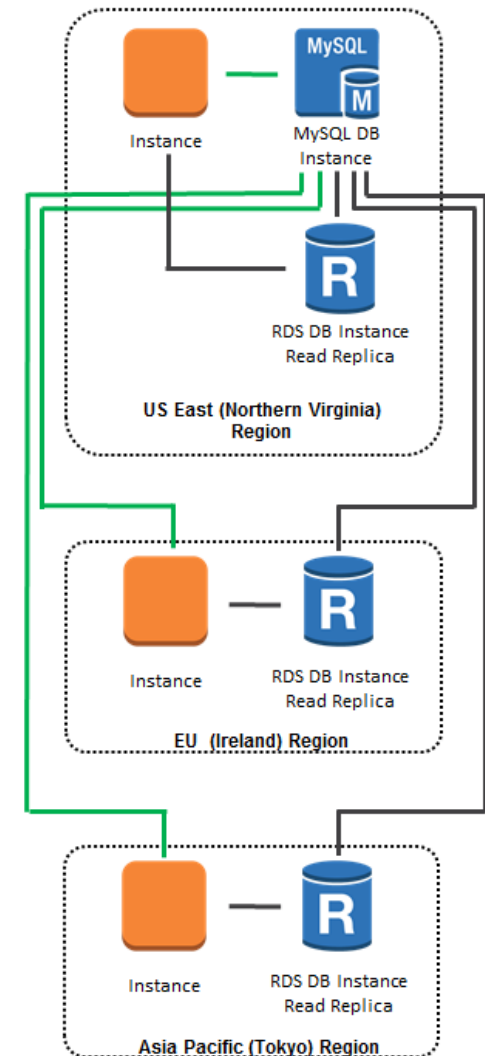 MySQL
M
Instance
MySQL DB
Instance
R
RDS DB Instance
Read Replica
US East (Northern Virginia)
Region
R
Instance
RDS DB Instance
Read Replica
EU (Ireland) Region
R
Instance
RDS DB Instance
Read Replica
Asia Pacific (Tokyo) Region